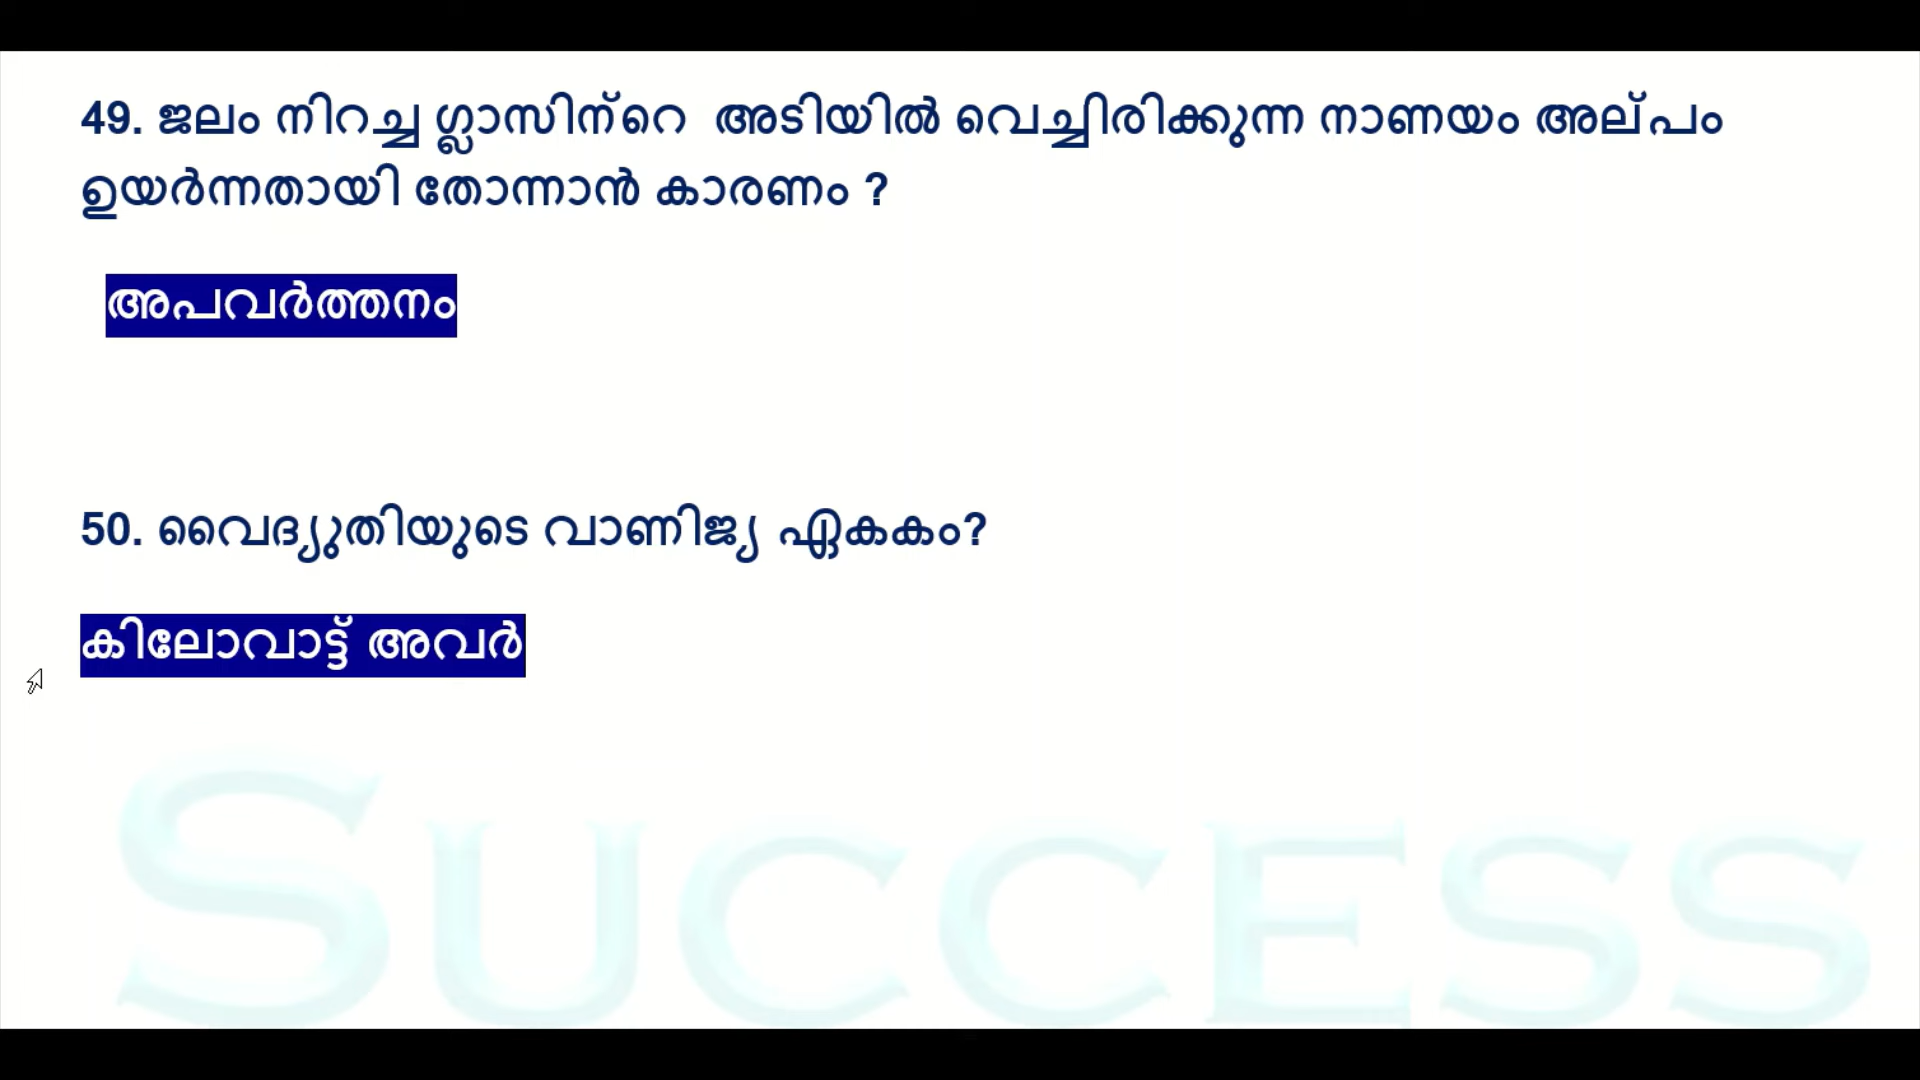 49. ജലം നിറച്ച ഗ്ലാസിന്റെ അടിയിൽ വെച്ചിരിക്കുന്ന നാണയം അല്പം
ഉയർന്നതായി തോന്നാൻ കാരണം ?
അപവർത്തനം
50. വൈദ്യുതിയുടെ വാണിജ്യ ഏകകം?
കിലോവാട്ട് അവർ
SUCCESS